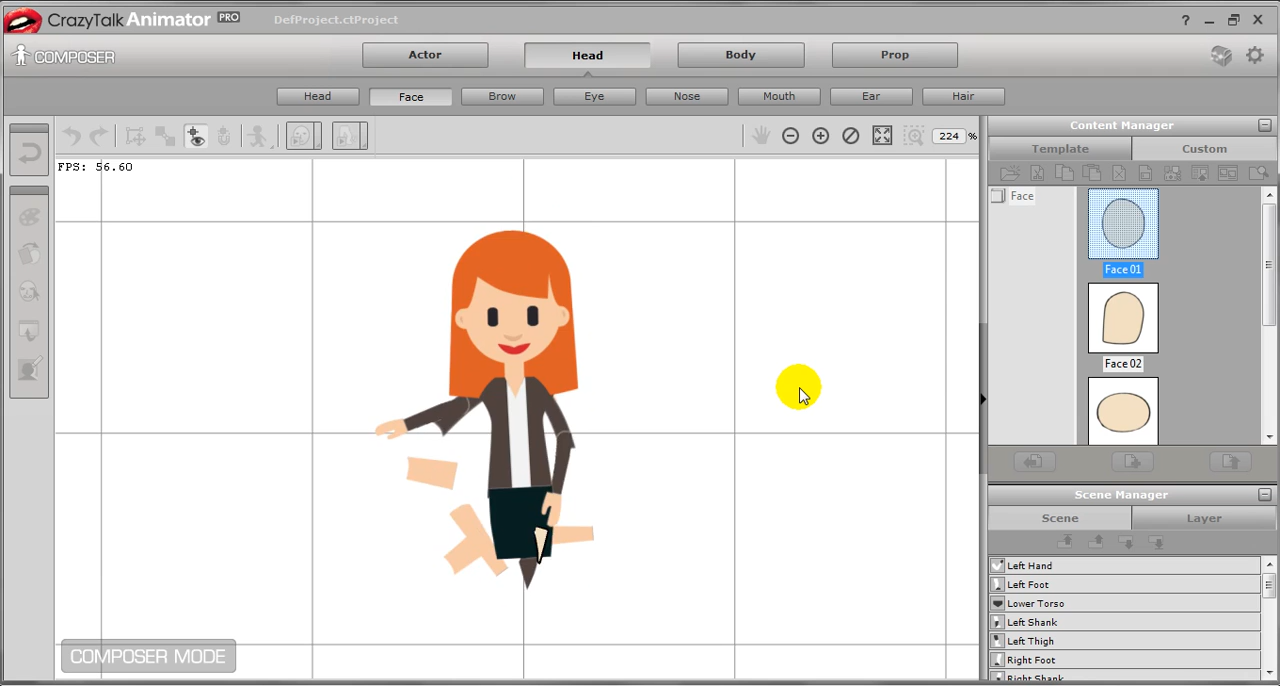 CrazyTalk Animator PRO DefProject.ctProject ?
COMPOSER Actor Head Body Prop
Head Face Brow Eye Nose Mouth Ear Hair
224 %
FPS: 56.60
Content Manager
Template Custom
Face
Face 01
Face 02
Scene Manager
Scene Layer
Left Hand
Left Foot
Lower Torso
Left Shank
Left Thigh
Right Foot
Right Shank
COMPOSER MODE